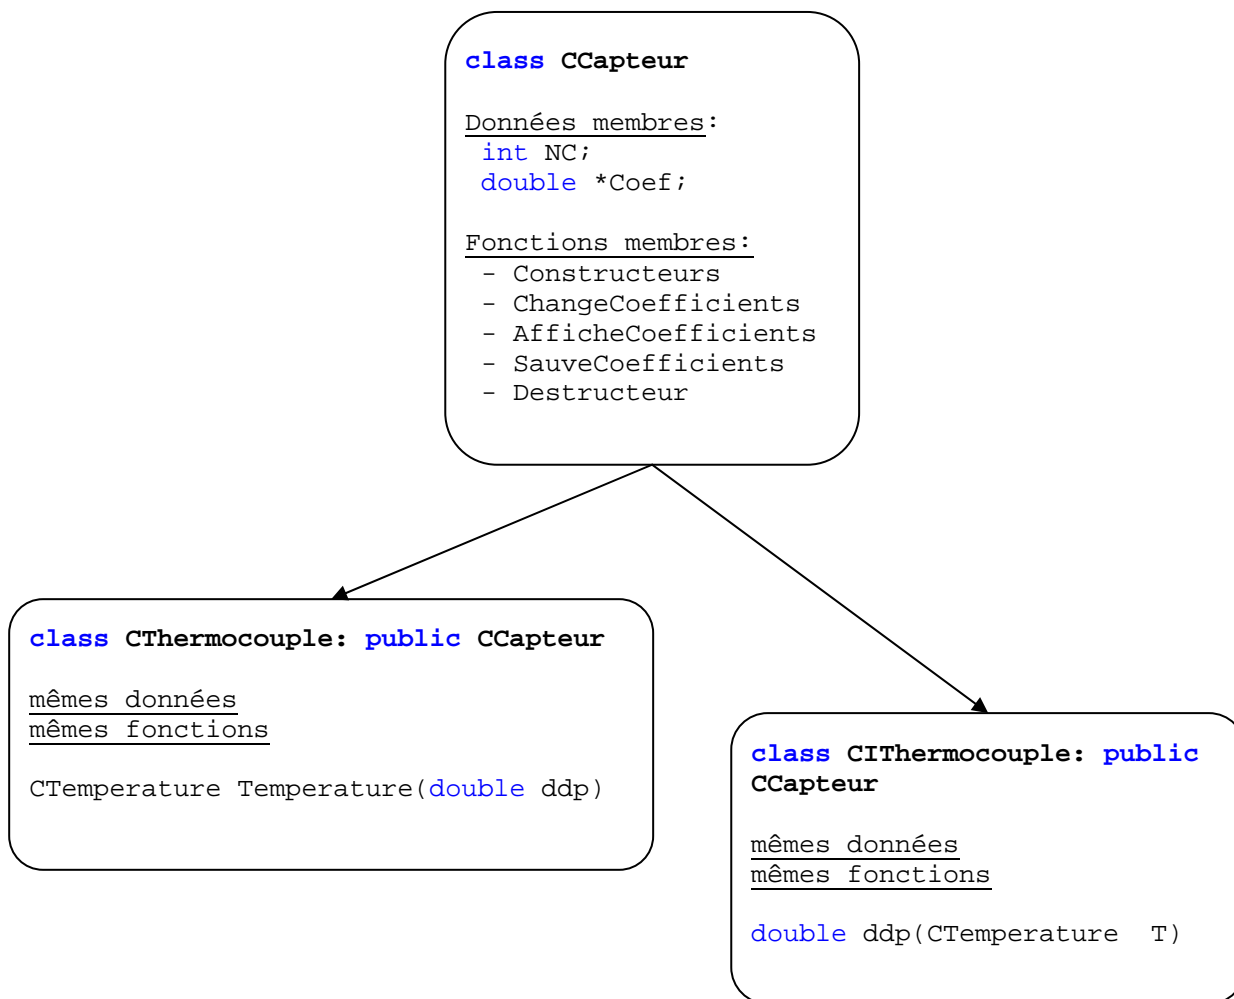 class CCapteur
Données membres:
int NC;
double *Coef;
Fonctions membres:
- Constructeurs
- ChangeCoefficients
- AfficheCoefficients
- SauveCoefficients
- Destructeur
class CThermocouple: public CCapteur
mêmes données
mêmes fonctions
CTemperature Temperature(double ddp)
class CIThermocouple: public
CCapteur
mêmes données
mêmes fonctions
double ddp(CTemperature  T)